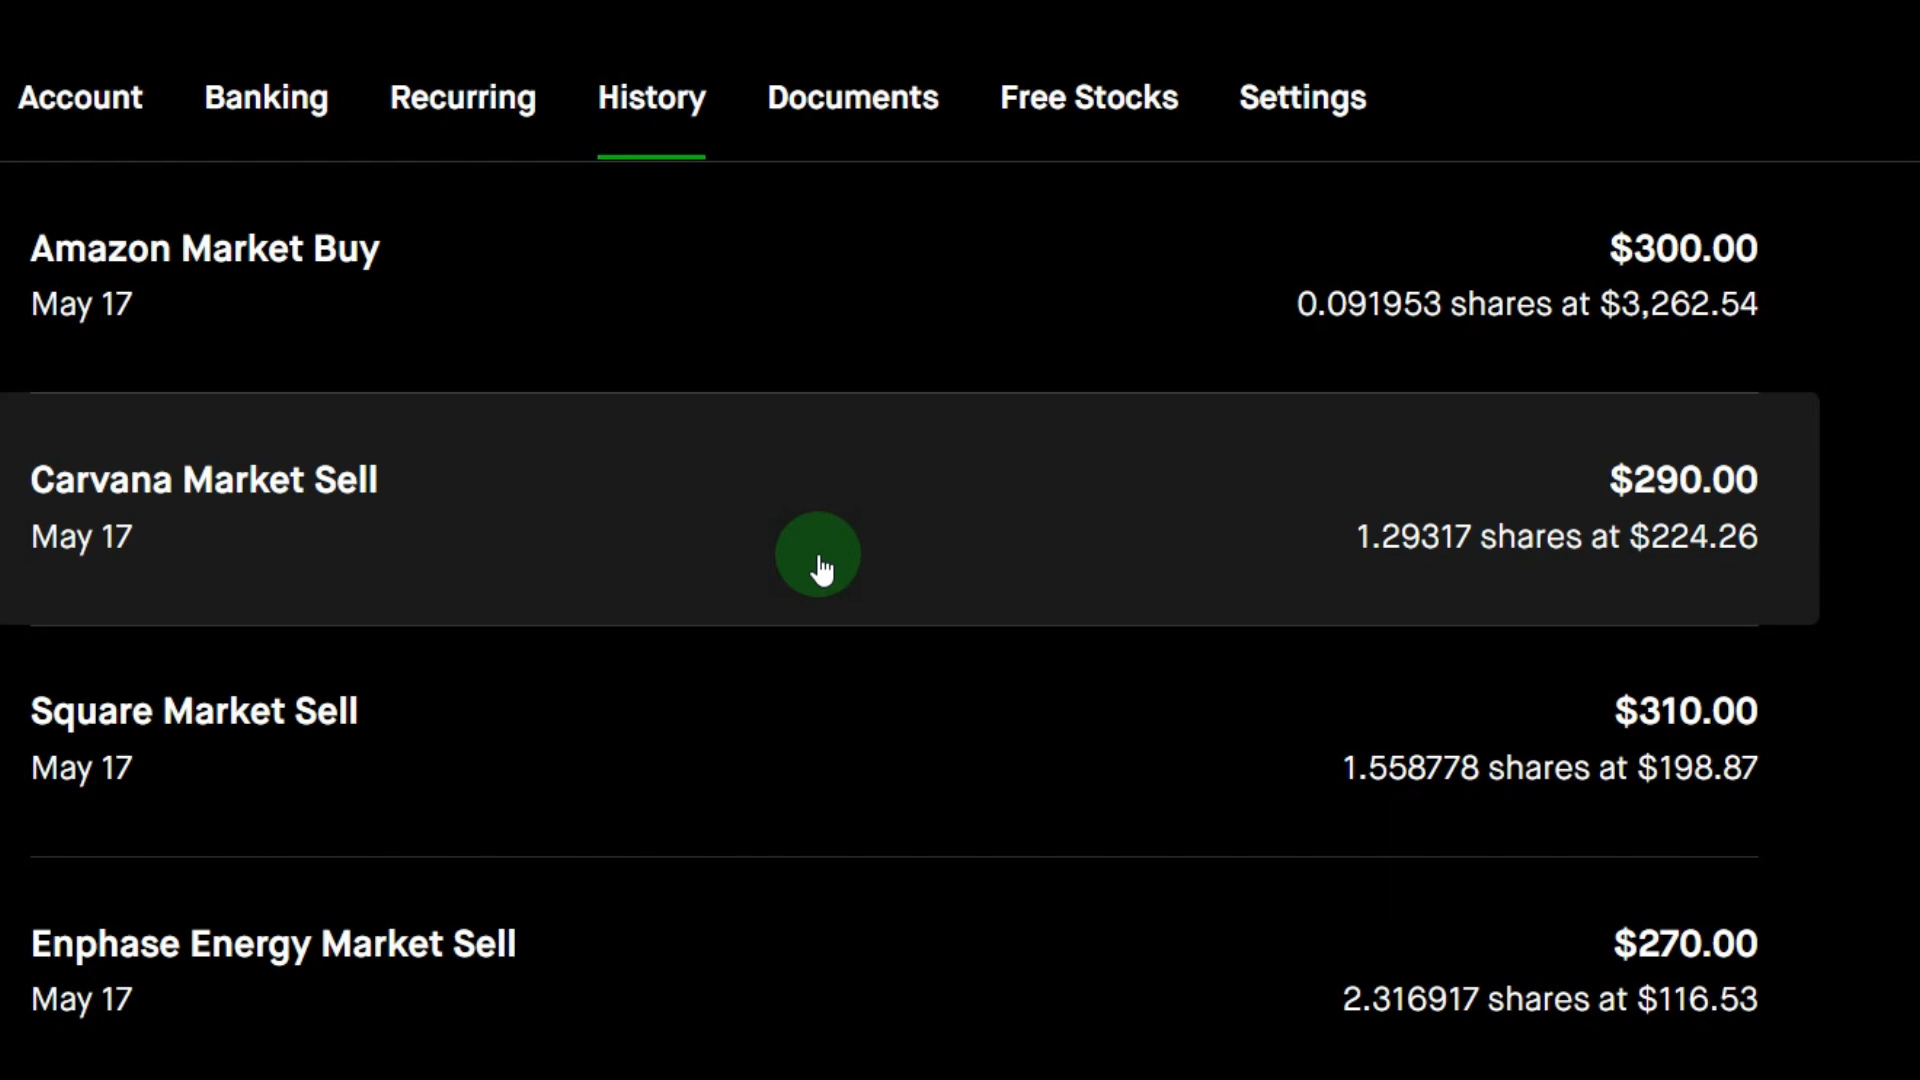 Account Banking Recurring History Documents Free Stocks Settings
Amazon Market Buy $300.00
May 17 0.091953 shares at $3,262.54
Carvana Market Sell $290.00
May 17 1.29317 shares at $224.26
Square Market Sell $310.00
May 17 1.558778 shares at $198.87
Enphase Energy Market Sell $270.00
May 17 2.316917 shares at $116.53